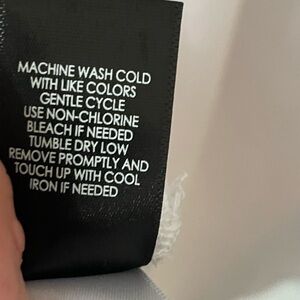 MACHINE WASH COLD
WITH LIKE COLORS
GENTLE CYCLE
USE NON-CHLORINE
BLEACH IF NEEDED
TUMBLE DRY LOW
REMOVE PROMPTLY AND
TOUCH UP WITH COOL
IRON IF NEEDED